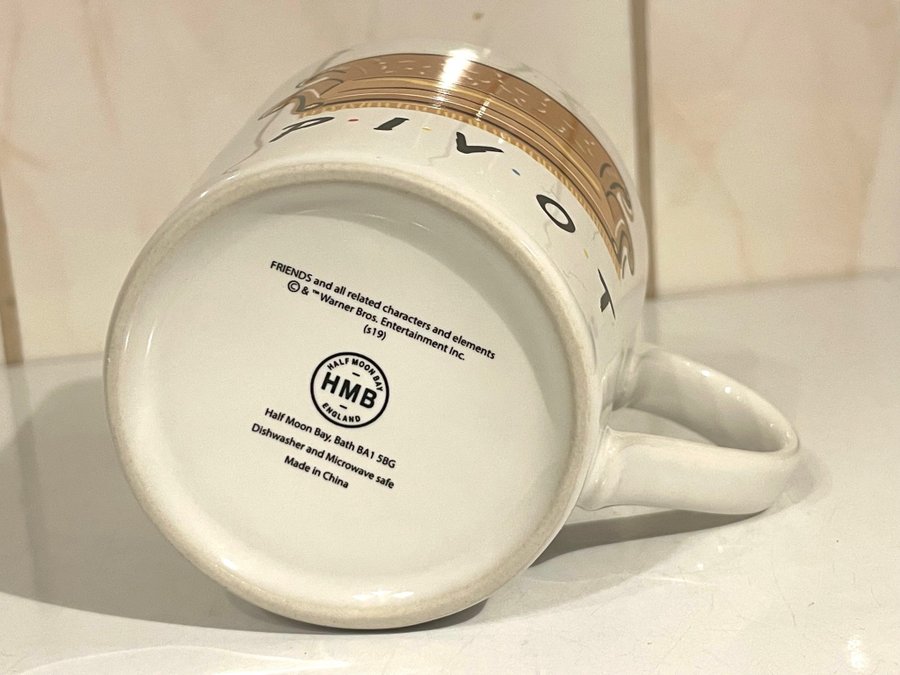 P·I·V·O·T
FRIENDS and all related characters and elements
© & ™ Warner Bros. Entertainment Inc.
(s19)
HALF MOON BAY
HMB
ENGLAND
Half Moon Bay, Bath BA1 5BG
Dishwasher and Microwave safe
Made in China